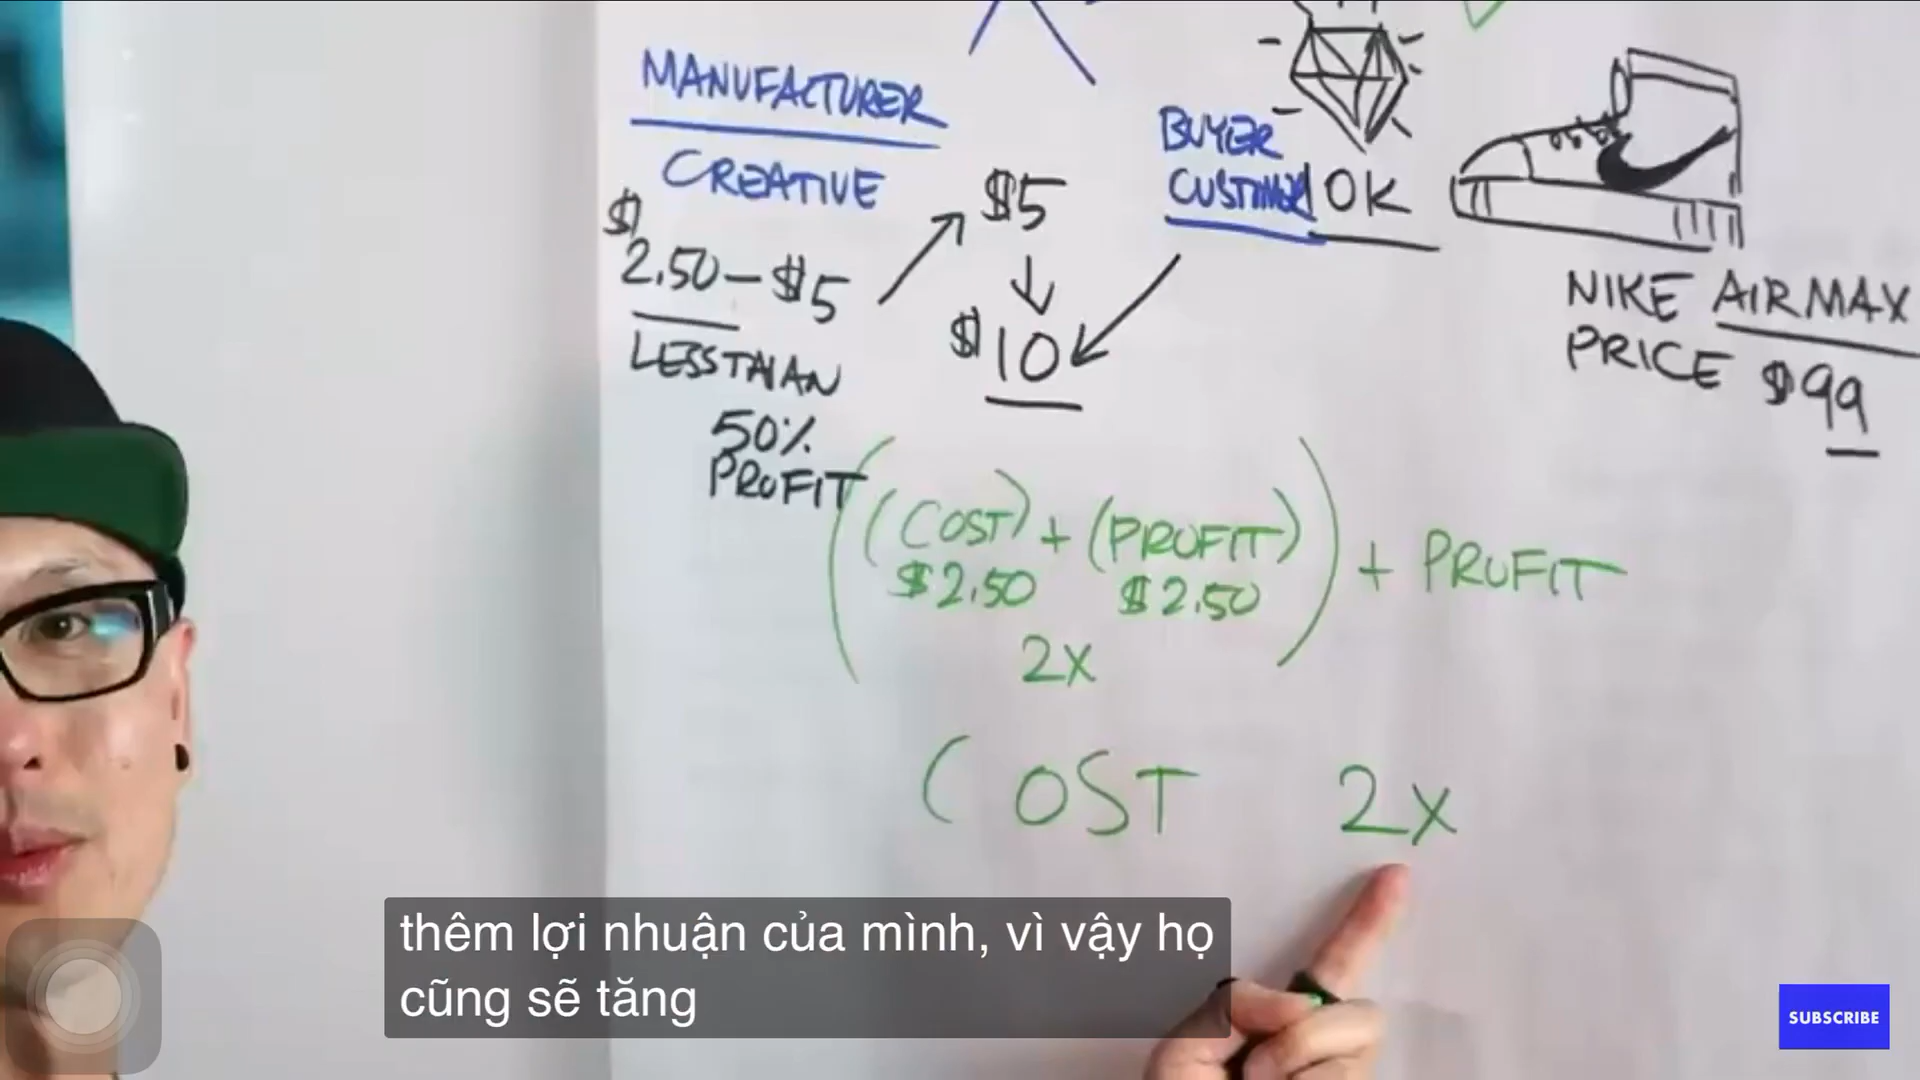 MANUFACTURER
CREATIVE
$2.50 – $5
LESS THAN
50%
PROFIT
$5
$10
BUYER
CUSTOMER
10K
NIKE AIRMAX
PRICE $99
((COST) + (PROFIT)) + PROFIT
$2.50 $2.50
2x
COST 2x
thêm lợi nhuận của mình, vì vậy họ
cũng sẽ tăng
SUBSCRIBE